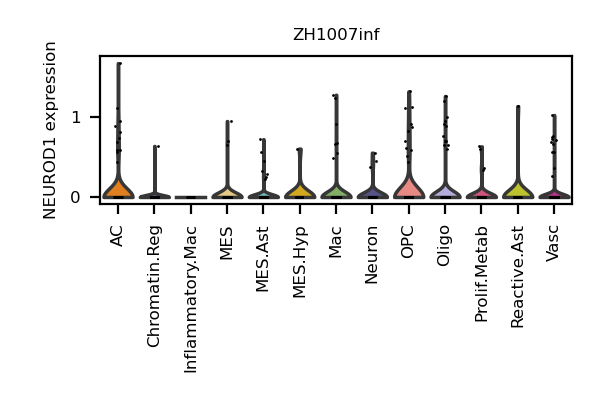 ZH1007inf
NEUROD1 expression
1
0
AC
Chromatin.Reg
Inflammatory.Mac
MES
MES.Ast
MES.Hyp
Mac
Neuron
OPC
Oligo
Prolif.Metab
Reactive.Ast
Vasc